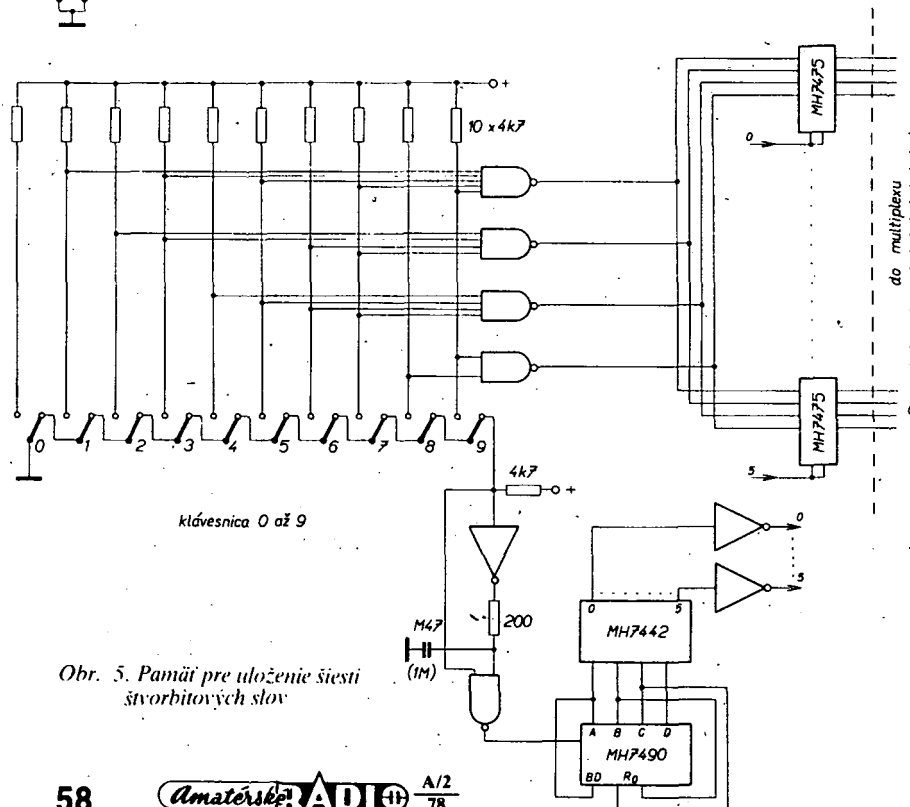 +
10 x 4k7
MH7475
0
do multiplexu
MH7475
5
0 1 2 3 4 5 6 7 8 9
klávesnica 0 až 9
4k7
+
200
M47
(1M)
0
5
0 5
MH7442
A B C D
MH7490
BD R0
Obr. 5. Pamäť pre uloženie šiesti
štvorbitových slov
58
Amatérské RADIO A/2
78